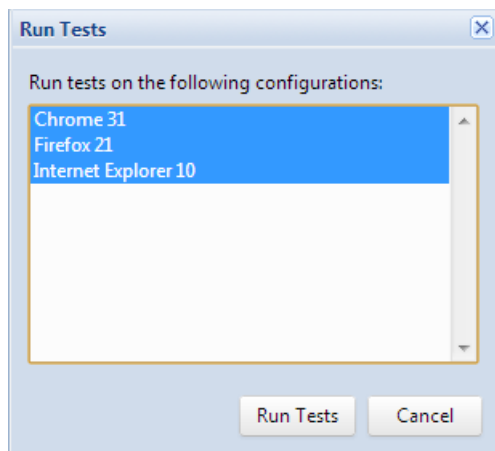 Run Tests
Run tests on the following configurations:
Chrome 31
Firefox 21
Internet Explorer 10
Run Tests
Cancel